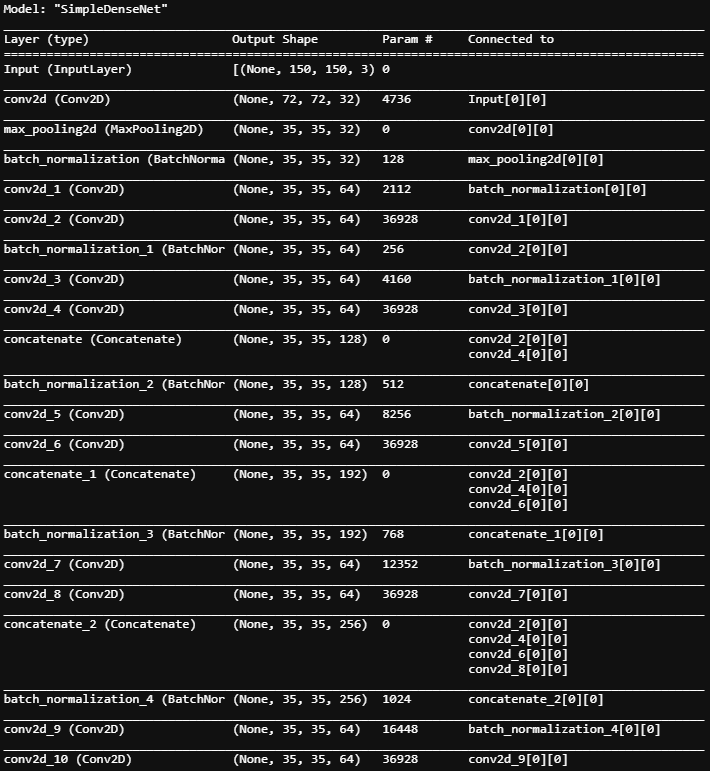 Model: "SimpleDenseNet"
Layer (type) Output Shape Param # Connected to
Input (InputLayer) [(None, 150, 150, 3) 0
conv2d (Conv2D) (None, 72, 72, 32) 4736 Input[0][0]
max_pooling2d (MaxPooling2D) (None, 35, 35, 32) 0 conv2d[0][0]
batch_normalization (BatchNorma (None, 35, 35, 32) 128 max_pooling2d[0][0]
conv2d_1 (Conv2D) (None, 35, 35, 64) 2112 batch_normalization[0][0]
conv2d_2 (Conv2D) (None, 35, 35, 64) 36928 conv2d_1[0][0]
batch_normalization_1 (BatchNor (None, 35, 35, 64) 256 conv2d_2[0][0]
conv2d_3 (Conv2D) (None, 35, 35, 64) 4160 batch_normalization_1[0][0]
conv2d_4 (Conv2D) (None, 35, 35, 64) 36928 conv2d_3[0][0]
concatenate (Concatenate) (None, 35, 35, 128) 0 conv2d_2[0][0]
conv2d_4[0][0]
batch_normalization_2 (BatchNor (None, 35, 35, 128) 512 concatenate[0][0]
conv2d_5 (Conv2D) (None, 35, 35, 64) 8256 batch_normalization_2[0][0]
conv2d_6 (Conv2D) (None, 35, 35, 64) 36928 conv2d_5[0][0]
concatenate_1 (Concatenate) (None, 35, 35, 192) 0 conv2d_2[0][0]
conv2d_4[0][0]
conv2d_6[0][0]
batch_normalization_3 (BatchNor (None, 35, 35, 192) 768 concatenate_1[0][0]
conv2d_7 (Conv2D) (None, 35, 35, 64) 12352 batch_normalization_3[0][0]
conv2d_8 (Conv2D) (None, 35, 35, 64) 36928 conv2d_7[0][0]
concatenate_2 (Concatenate) (None, 35, 35, 256) 0 conv2d_2[0][0]
conv2d_4[0][0]
conv2d_6[0][0]
conv2d_8[0][0]
batch_normalization_4 (BatchNor (None, 35, 35, 256) 1024 concatenate_2[0][0]
conv2d_9 (Conv2D) (None, 35, 35, 64) 16448 batch_normalization_4[0][0]
conv2d_10 (Conv2D) (None, 35, 35, 64) 36928 conv2d_9[0][0]